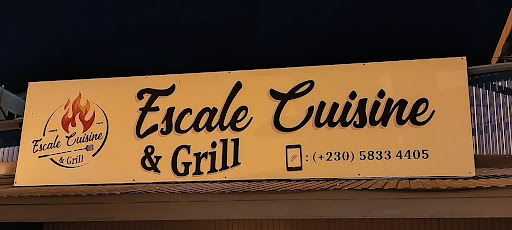 Escale Cuisine
& Grill
Escale Cuisine
& Grill
: (+230) 5833 4405